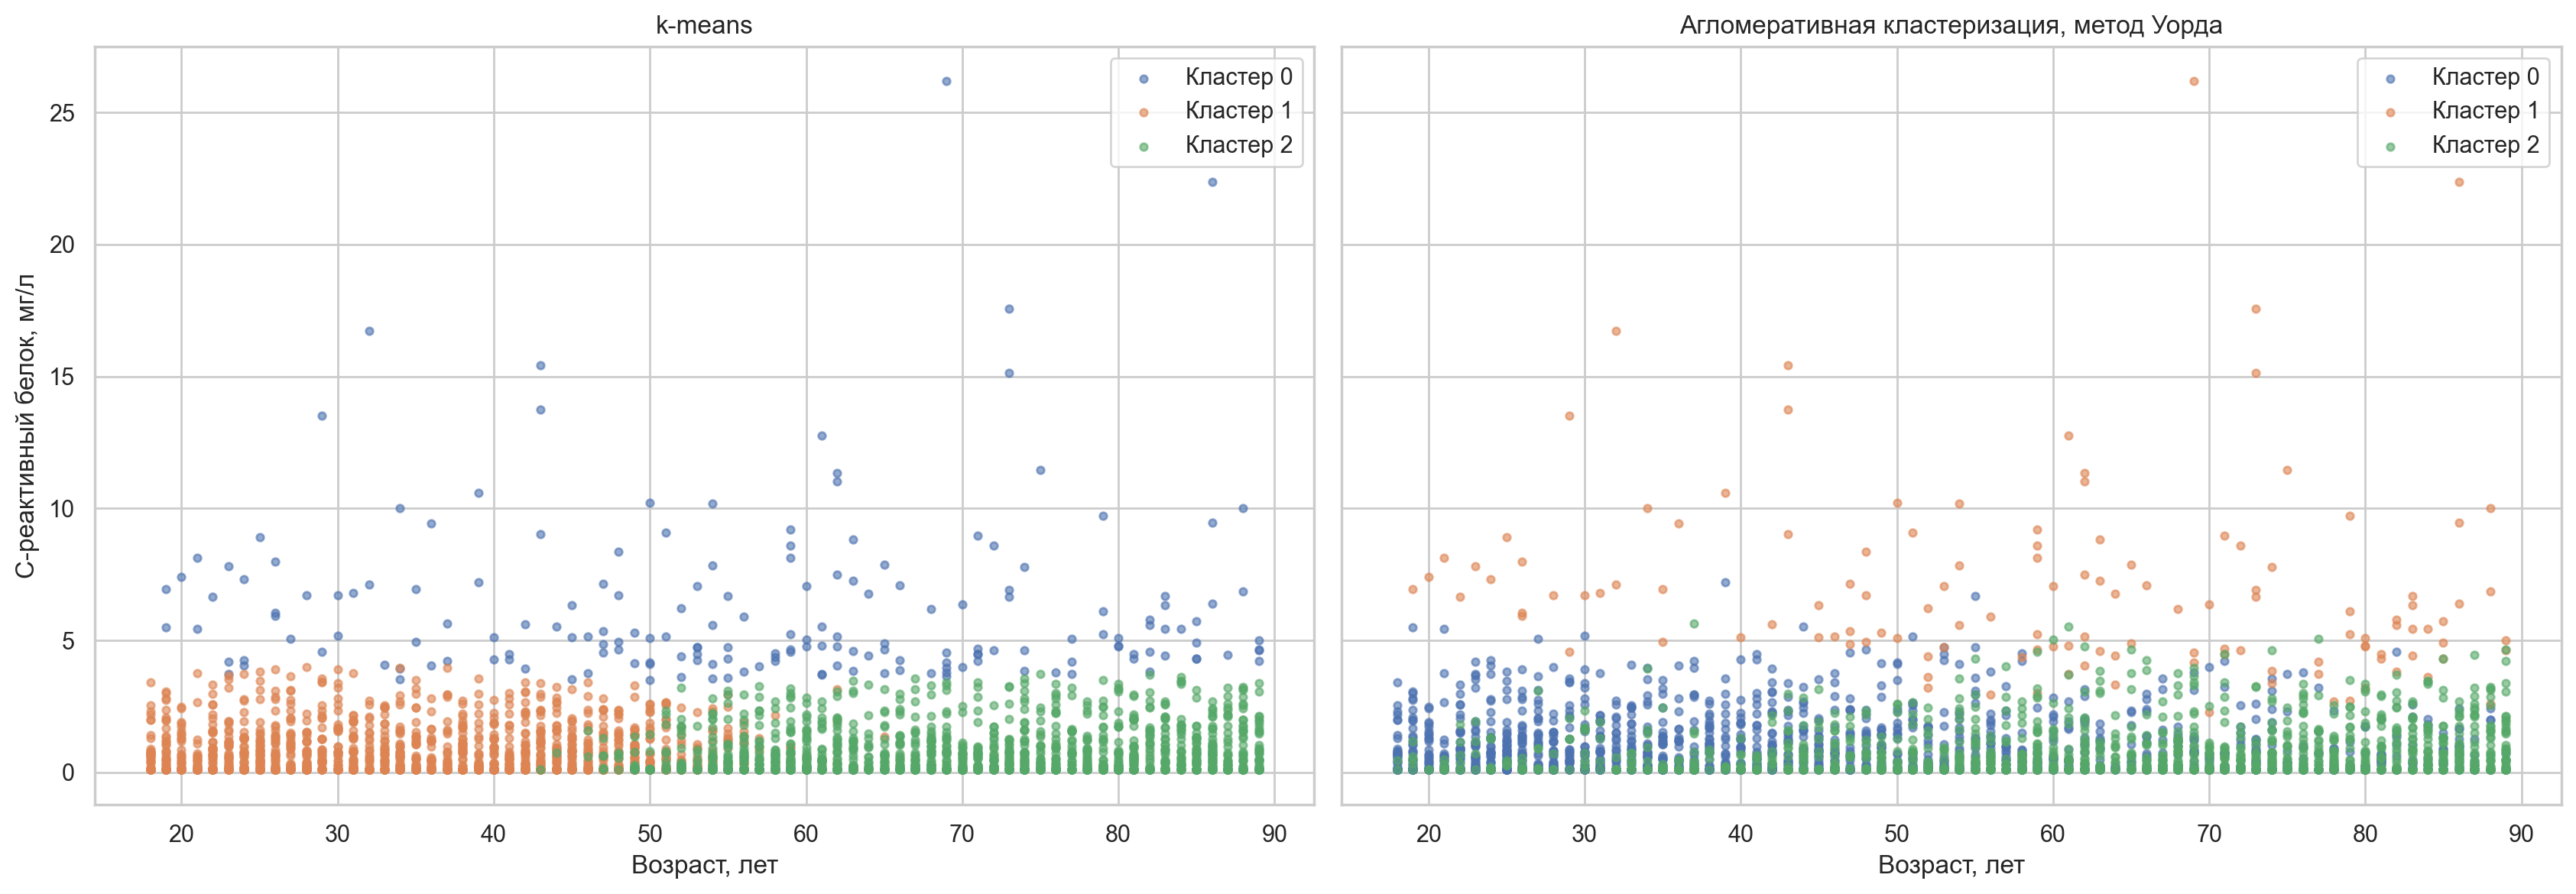 k-means
Кластер 0
Кластер 1
Кластер 2
25
20
15
10
5
0
С-реактивный белок, мг/л
20 30 40 50 60 70 80 90
Возраст, лет
Агломеративная кластеризация, метод Уорда
Кластер 0
Кластер 1
Кластер 2
20 30 40 50 60 70 80 90
Возраст, лет